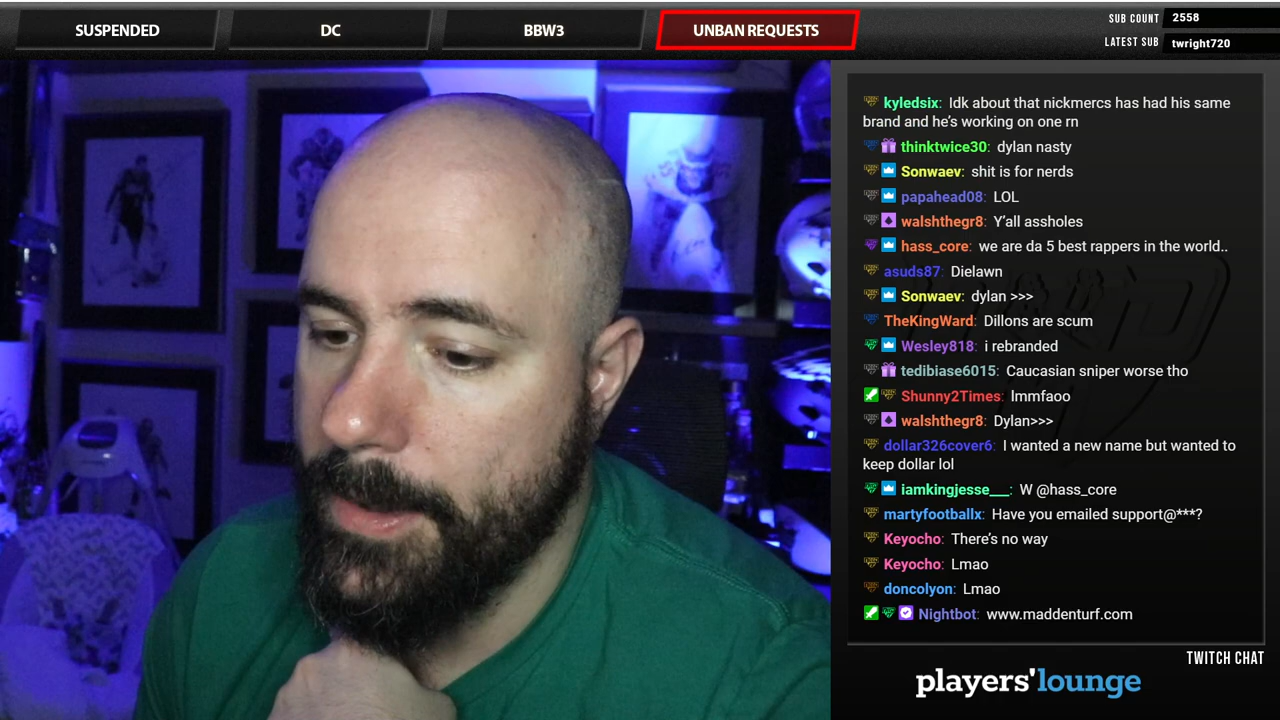 SUSPENDED
DC
BBW3
UNBAN REQUESTS
SUB COUNT 2558
LATEST SUB twright720
kyledsix: Idk about that nickmercs has had his same
brand and he's working on one rn
thinktwice30: dylan nasty
Sonwaev: shit is for nerds
papahead08: LOL
walshthegr8: Y'all assholes
hass_core: we are da 5 best rappers in the world..
asuds87: Dielawn
Sonwaev: dylan >>>
TheKingWard: Dillons are scum
Wesley818: i rebranded
tedibiase6015: Caucasian sniper worse tho
Shunny2Times: lmmfaoo
walshthegr8: Dylan>>>
dollar326cover6: I wanted a new name but wanted to
keep dollar lol
iamkingjesse___: W @hass_core
martyfootballx: Have you emailed support@***?
Keyocho: There's no way
Keyocho: Lmao
doncolyon: Lmao
Nightbot: www.maddenturf.com
TWITCH CHAT
players'lounge